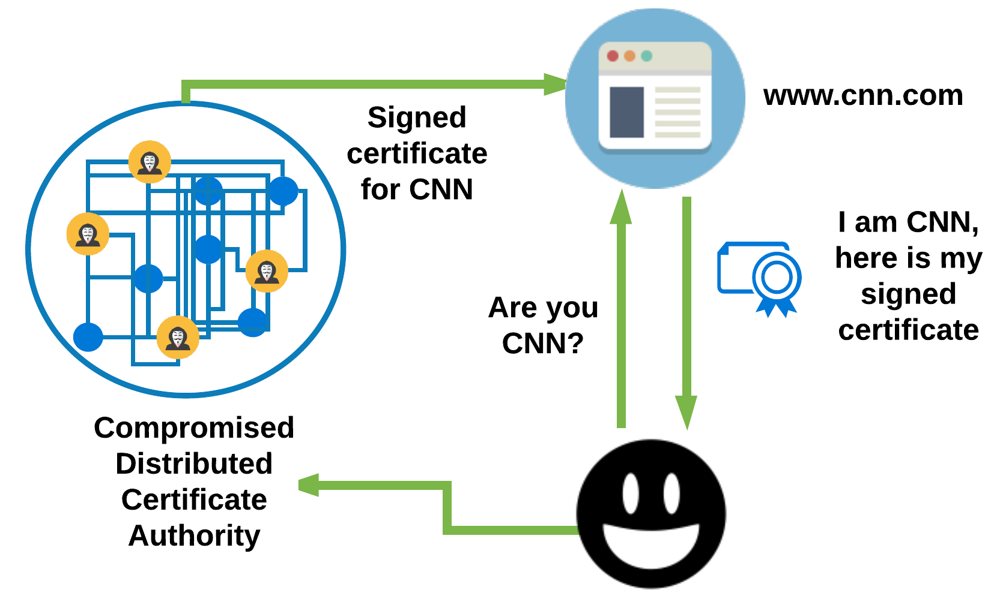 www.cnn.com
Signed
certificate
for CNN
I am CNN,
here is my
signed
certificate
Are you
CNN?
Compromised
Distributed
Certificate
Authority